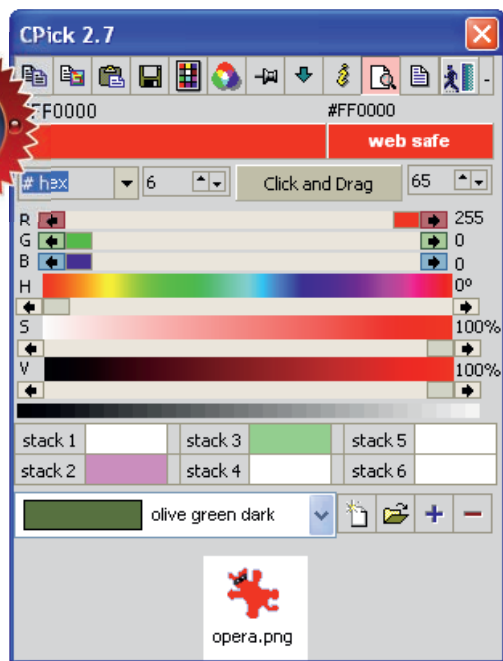 CPick 2.7
FF0000 #FF0000
web safe
# hex 6 Click and Drag 65
R 255
G 0
B 0
H 0º
S 100%
V 100%
stack 1 stack 3 stack 5
stack 2 stack 4 stack 6
olive green dark
opera.png